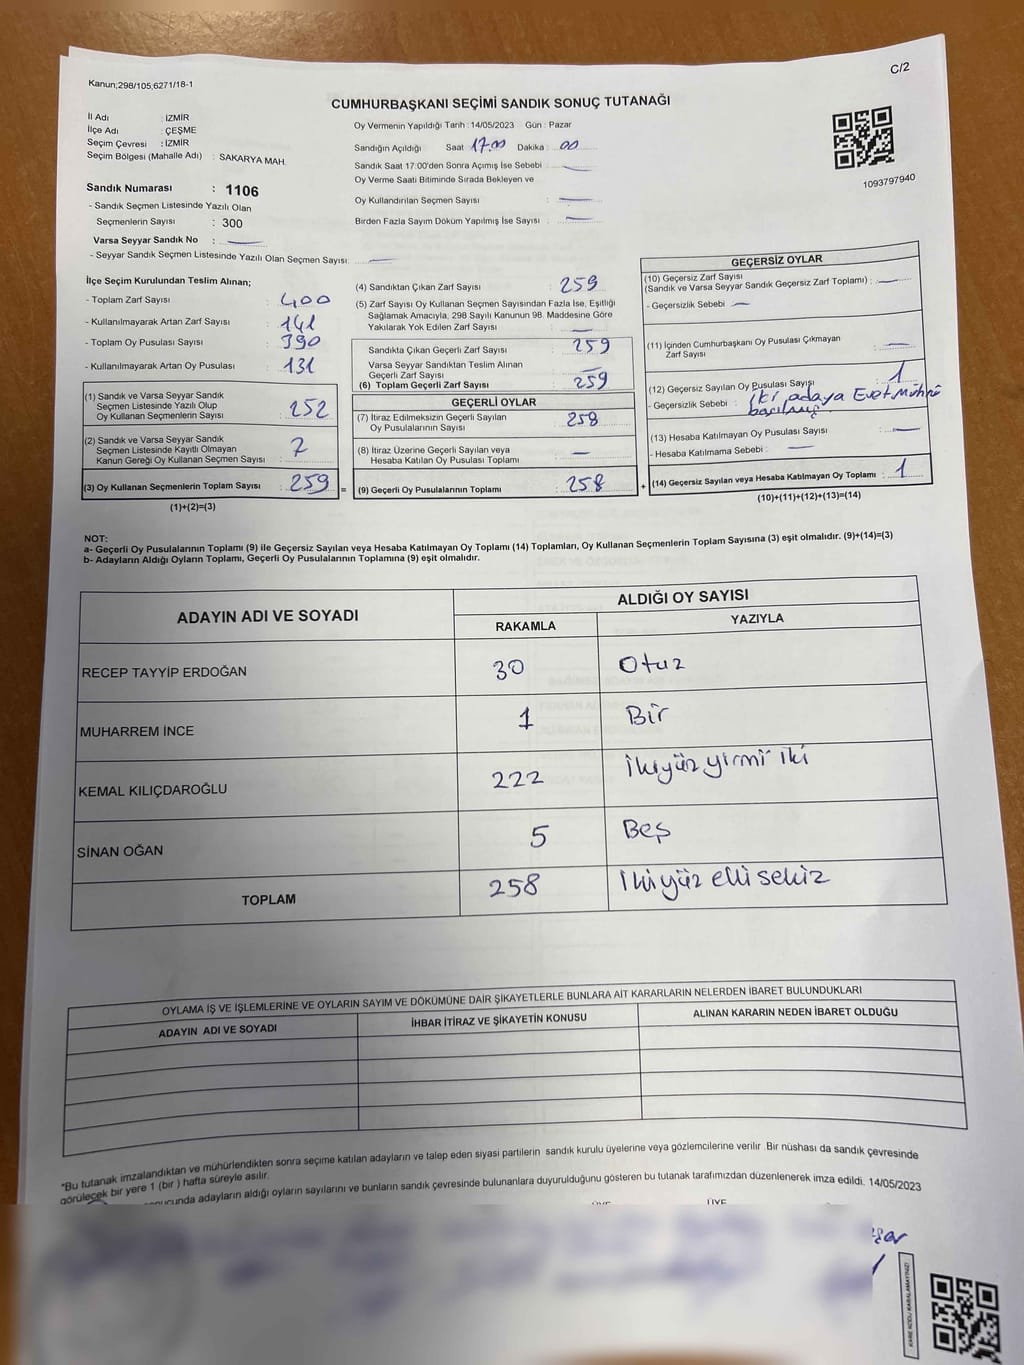 C/2
Kanun;298/105;6271/18-1
CUMHURBAŞKANI SEÇİMİ SANDIK SONUÇ TUTANAĞI
İl Adı : İZMİR
İlçe Adı : ÇEŞME
Seçim Çevresi : İZMİR
Seçim Bölgesi (Mahalle Adı) : SAKARYA MAH.
Sandık Numarası : 1106
- Sandık Seçmen Listesinde Yazılı Olan
Seçmenlerin Sayısı : 300
Varsa Seyyar Sandık No :
- Seyyar Sandık Seçmen Listesinde Yazılı Olan Seçmen Sayısı:
Oy Vermenin Yapıldığı Tarih : 14/05/2023 Gün : Pazar
Sandığın Açıldığı Saat 17.00 Dakika : 00
Sandık Saat 17:00'den Sonra Açımış İse Sebebi :
Oy Verme Saati Bitiminde Sırada Bekleyen ve
Oy Kullandırılan Seçmen Sayısı :
Birden Fazla Sayım Döküm Yapılmış İse Sayısı :
1093797940
İlçe Seçim Kurulundan Teslim Alınan;
- Toplam Zarf Sayısı : 400
- Kullanılmayarak Artan Zarf Sayısı : 141
- Toplam Oy Pusulası Sayısı : 390
- Kullanılmayarak Artan Oy Pusulası : 131
(1) Sandık ve Varsa Seyyar Sandık
Seçmen Listesinde Yazılı Olup
Oy Kullanan Seçmenlerin Sayısı : 252
(2) Sandık ve Varsa Seyyar Sandık
Seçmen Listesinde Kayıtlı Olmayan
Kanun Gereği Oy Kullanan Seçmen Sayısı : 7
(3) Oy Kullanan Seçmenlerin Toplam Sayısı : 259
(1)+(2)=(3)
(4) Sandıktan Çıkan Zarf Sayısı : 259
(5) Zarf Sayısı Oy Kullanan Seçmen Sayısından Fazla İse, Eşitliği
Sağlamak Amacıyla, 298 Sayılı Kanunun 98. Maddesine Göre
Yakılarak Yok Edilen Zarf Sayısı :
Sandıkta Çıkan Geçerli Zarf Sayısı : 259
Varsa Seyyar Sandıktan Teslim Alınan
Geçerli Zarf Sayısı :
(6) Toplam Geçerli Zarf Sayısı : 259
GEÇERLİ OYLAR
(7) İtiraz Edilmeksizin Geçerli Sayılan
Oy Pusulalarının Sayısı : 258
(8) İtiraz Üzerine Geçerli Sayılan veya
Hesaba Katılan Oy Pusulası Toplamı :
= (9) Geçerli Oy Pusulalarının Toplamı : 258
GEÇERSİZ OYLAR
(10) Geçersiz Zarf Sayısı
(Sandık ve Varsa Seyyar Sandık Geçersiz Zarf Toplamı) :
- Geçersizlik Sebebi :
(11) İçinden Cumhurbaşkanı Oy Pusulası Çıkmayan
Zarf Sayısı :
(12) Geçersiz Sayılan Oy Pusulası Sayısı : 1
- Geçersizlik Sebebi : İki adaya Evet Mührü
basılmış
(13) Hesaba Katılmayan Oy Pusulası Sayısı :
- Hesaba Katılmama Sebebi :
+ (14) Geçersiz Sayılan veya Hesaba Katılmayan Oy Toplamı : 1
(10)+(11)+(12)+(13)=(14)
NOT:
a- Geçerli Oy Pusulalarının Toplamı (9) ile Geçersiz Sayılan veya Hesaba Katılmayan Oy Toplamı (14) Toplamları, Oy Kullanan Seçmenlerin Toplam Sayısına (3) eşit olmalıdır. (9)+(14)=(3)
b- Adayların Aldığı Oyların Toplamı, Geçerli Oy Pusulalarının Toplamına (9) eşit olmalıdır.
ADAYIN ADI VE SOYADI
ALDIĞI OY SAYISI
RAKAMLA YAZIYLA
RECEP TAYYİP ERDOĞAN 30 Otuz
MUHARREM İNCE 1 Bir
KEMAL KILIÇDAROĞLU 222 İkiyüz yirmi iki
SİNAN OĞAN 5 Beş
TOPLAM 258 İkiyüz elli sekiz
OYLAMA İŞ VE İŞLEMLERİNE VE OYLARIN SAYIM VE DÖKÜMÜNE DAİR ŞİKAYETLERLE BUNLARA AİT KARARLARIN NELERDEN İBARET BULUNDUKLARI
ADAYIN ADI VE SOYADI İHBAR İTİRAZ VE ŞİKAYETİN KONUSU ALINAN KARARIN NEDEN İBARET OLDUĞU
*Bu tutanak imzalandıktan ve mühürlendikten sonra seçime katılan adayların ve talep eden siyasi partilerin sandık kurulu üyelerine veya gözlemcilerine verilir. Bir nüshası da sandık çevresinde
görülecek bir yere 1 (bir ) hafta süreyle asılır.
adayların aldığı oyların sayılarını ve bunların sandık çevresinde bulunanlara duyurulduğunu gösteren bu tutanak tarafımızdan düzenlenerek imza edildi. 14/05/2023
ÜYE ÜYE
KARE KODU KARALAMAYINIZ!